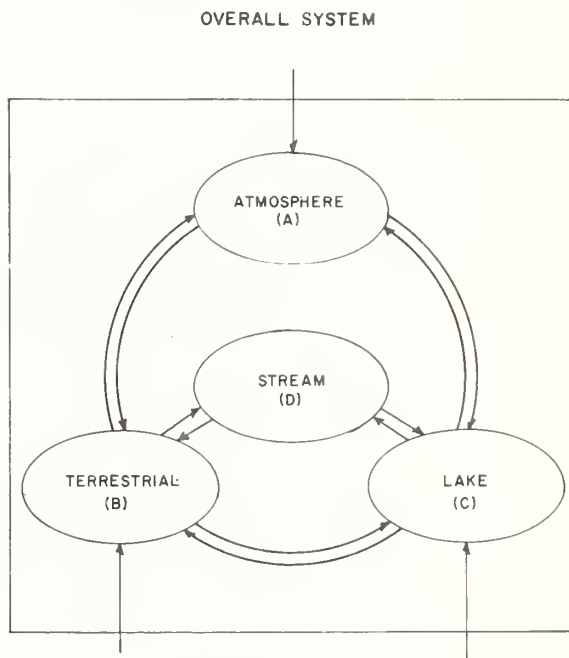 OVERALL SYSTEM
ATMOSPHERE
(A)
STREAM
(D)
TERRESTRIAL
(B)
LAKE
(C)